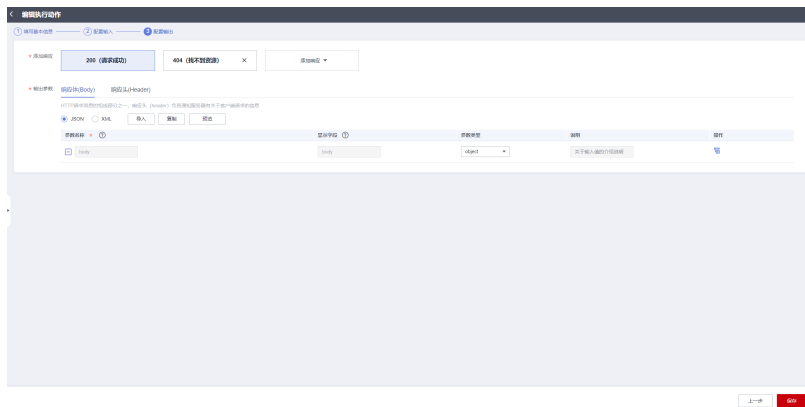 编辑执行动作
1 填写基本信息 2 配置输入 3 配置输出
* 添加响应 200（请求成功） 404（找不到资源） × 添加响应
* 输出参数 响应体(Body) 响应头(Header)
JSON XML 导入 复制 预览
参数名称 * ? 显示字段 ? 参数类型 说明 操作
body body object
上一步 保存